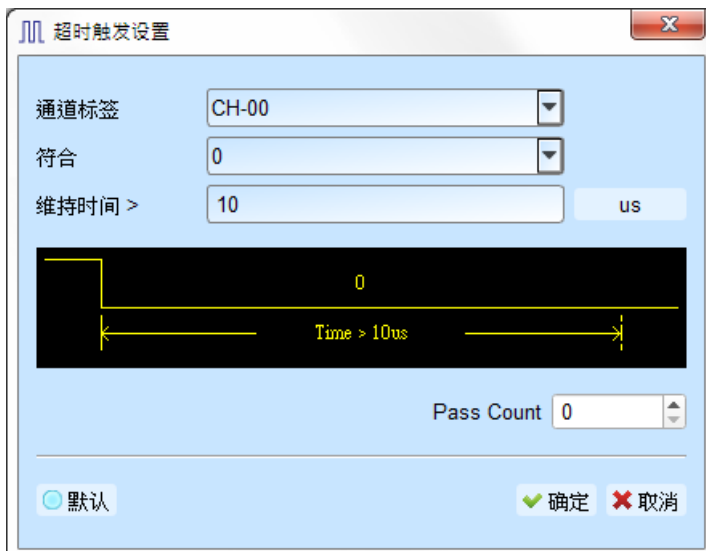 超时触发设置
通道标签 CH-00
符合 0
维持时间 > 10 us
0
Time > 10us
Pass Count 0
默认 确定 取消